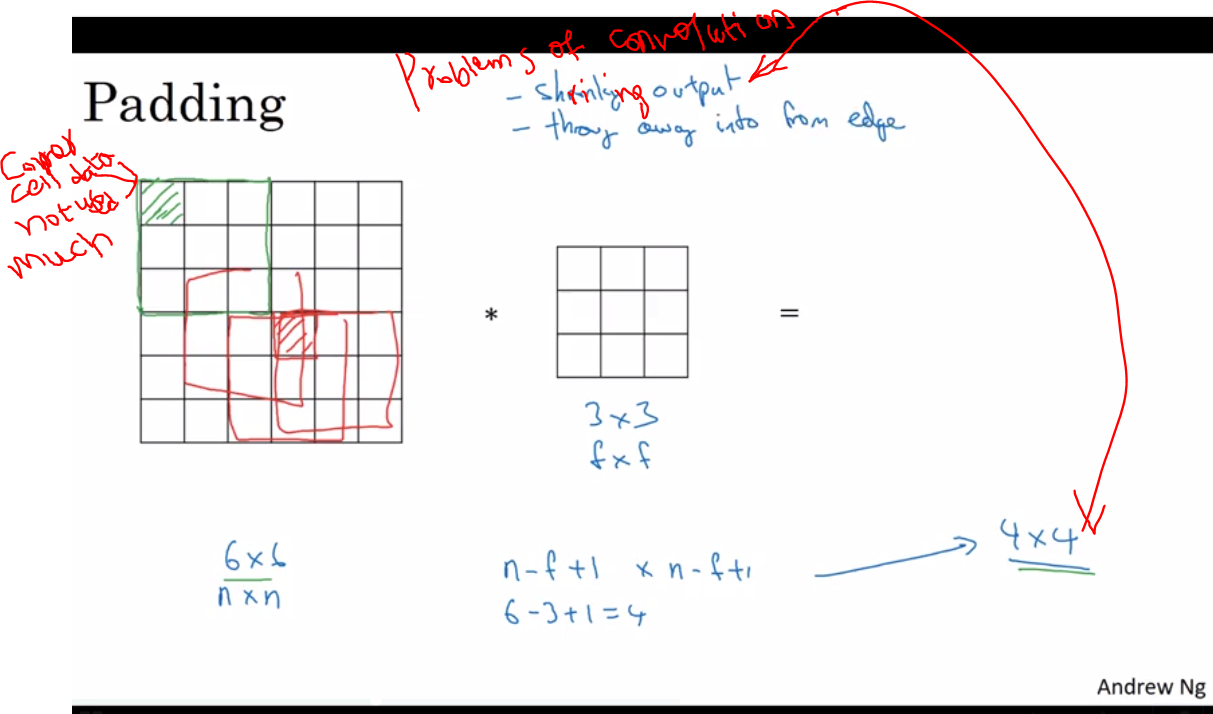 Problems of convolution
- shrinking output
- throw away info from edge
Padding
Corner
cell data
not used
much
*
=
3 x 3
f x f
6 x 6
n x n
n-f+1 x n-f+1
6-3+1=4
4 x 4
Andrew Ng